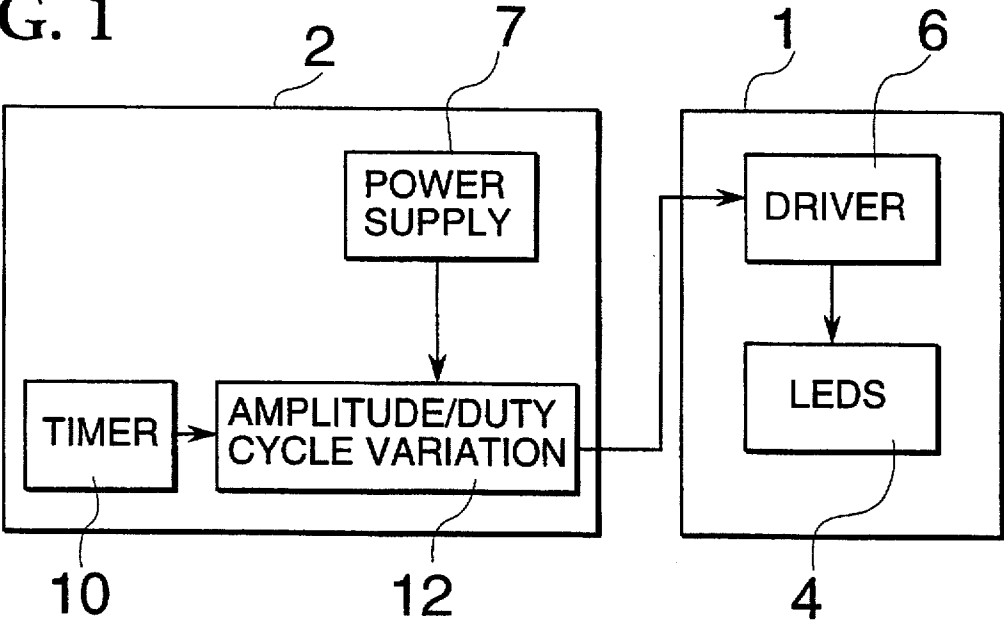 G. 1
2
7
1
6
POWER
SUPPLY
DRIVER
TIMER
AMPLITUDE/DUTY
CYCLE VARIATION
LEDS
10
12
4